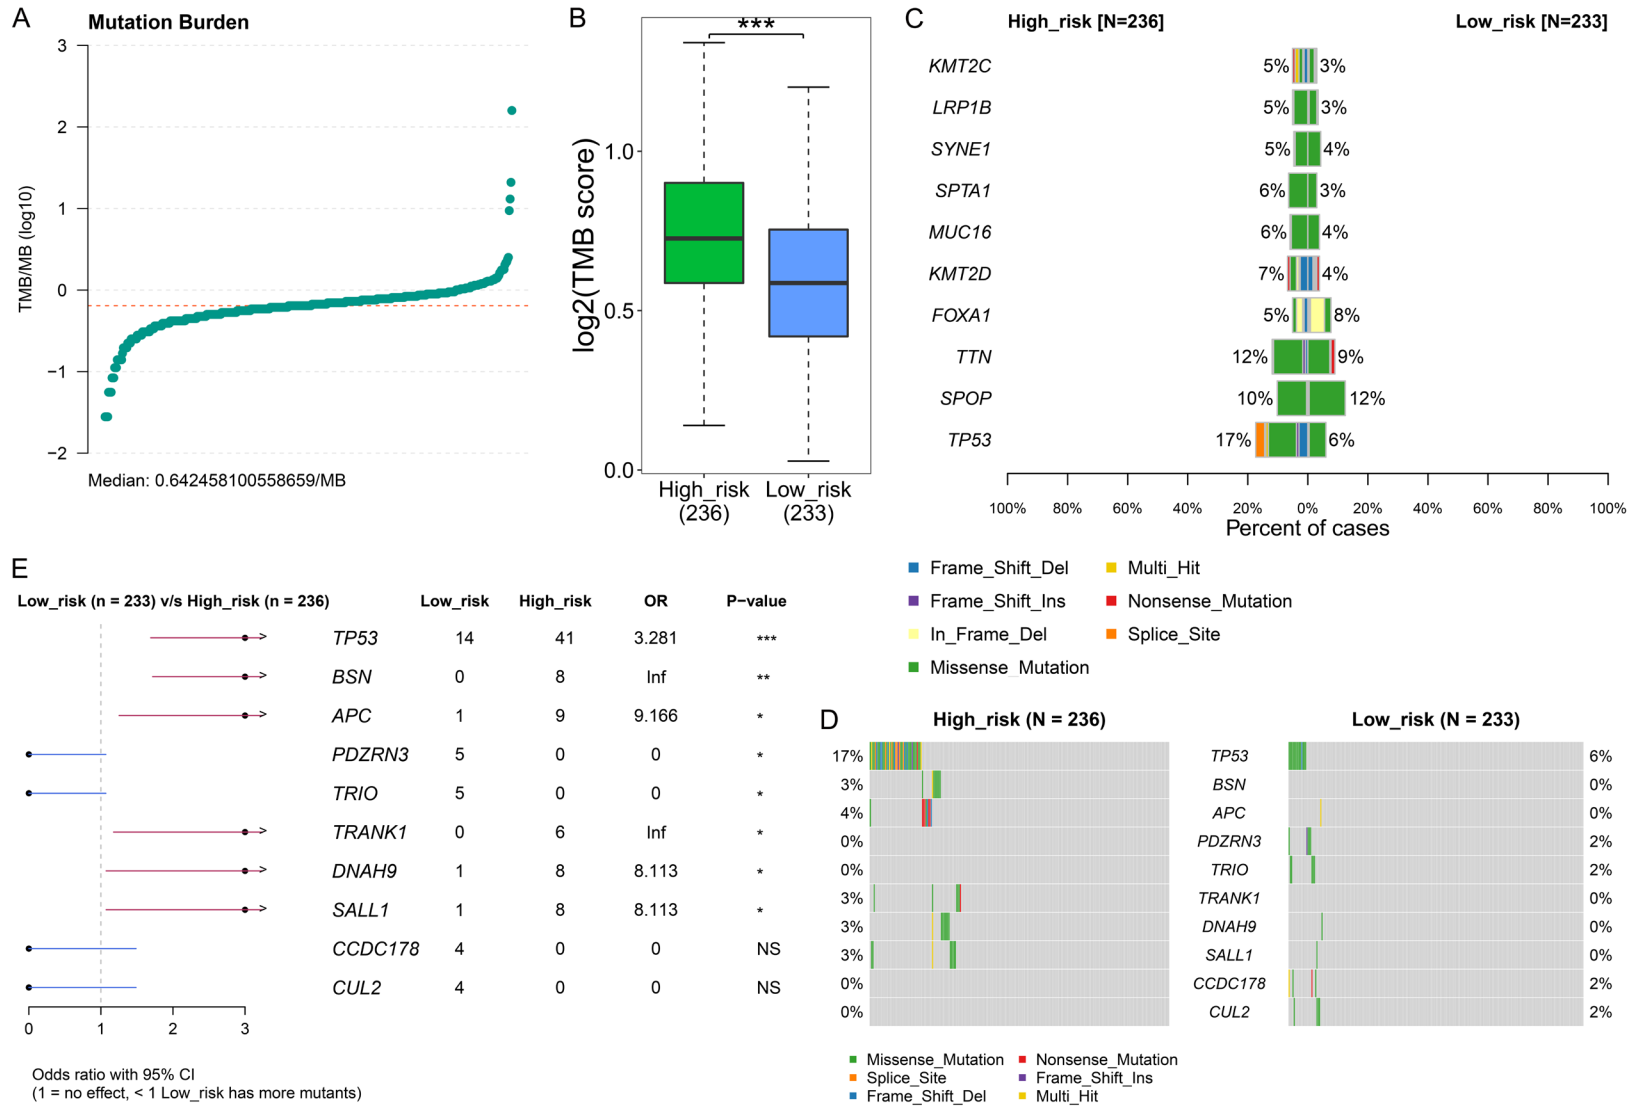 A
Mutation Burden
TMB/MB (log10)
3
2
1
0
−1
−2
Median: 0.642458100558659/MB
B
***
log2(TMB score)
1.0
0.5
0.0
High_risk Low_risk
(236) (233)
C
High_risk [N=236] Low_risk [N=233]
KMT2C 5% 3%
LRP1B 5% 3%
SYNE1 5% 4%
SPTA1 6% 3%
MUC16 6% 4%
KMT2D 7% 4%
FOXA1 5% 8%
TTN 12% 9%
SPOP 10% 12%
TP53 17% 6%
100% 80% 60% 40% 20% 0% 20% 40% 60% 80% 100%
Percent of cases
Frame_Shift_Del Multi_Hit
Frame_Shift_Ins Nonsense_Mutation
In_Frame_Del Splice_Site
Missense_Mutation
D
High_risk (N = 236) Low_risk (N = 233)
17% TP53 6%
3% BSN 0%
4% APC 0%
0% PDZRN3 2%
0% TRIO 2%
3% TRANK1 0%
3% DNAH9 0%
3% SALL1 0%
0% CCDC178 2%
0% CUL2 2%
Missense_Mutation Nonsense_Mutation
Splice_Site Frame_Shift_Ins
Frame_Shift_Del Multi_Hit
E
Low_risk (n = 233) v/s High_risk (n = 236) Low_risk High_risk OR P−value
TP53 14 41 3.281 ***
BSN 0 8 Inf **
APC 1 9 9.166 *
PDZRN3 5 0 0 *
TRIO 5 0 0 *
TRANK1 0 6 Inf *
DNAH9 1 8 8.113 *
SALL1 1 8 8.113 *
CCDC178 4 0 0 NS
CUL2 4 0 0 NS
0 1 2 3
Odds ratio with 95% CI
(1 = no effect, < 1 Low_risk has more mutants)